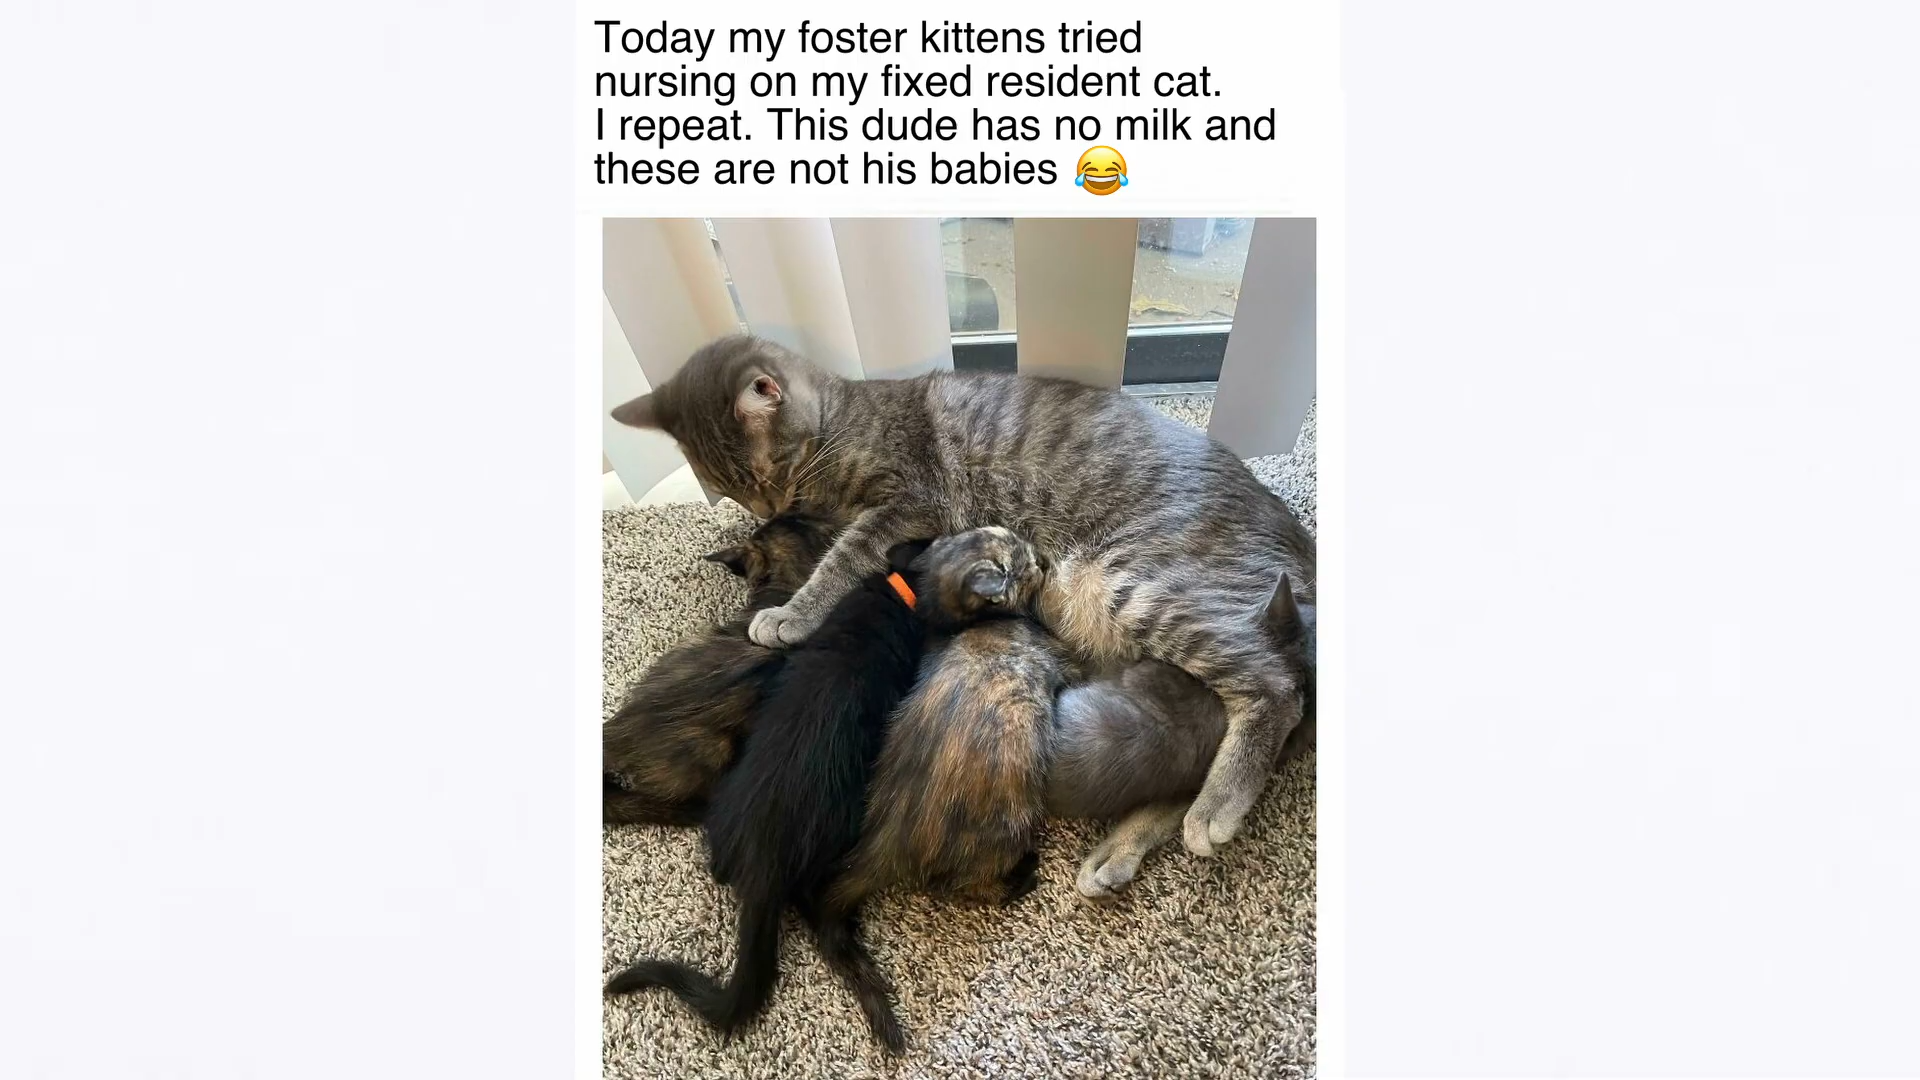 Today my foster kittens tried
nursing on my fixed resident cat.
I repeat. This dude has no milk and
these are not his babies 😂